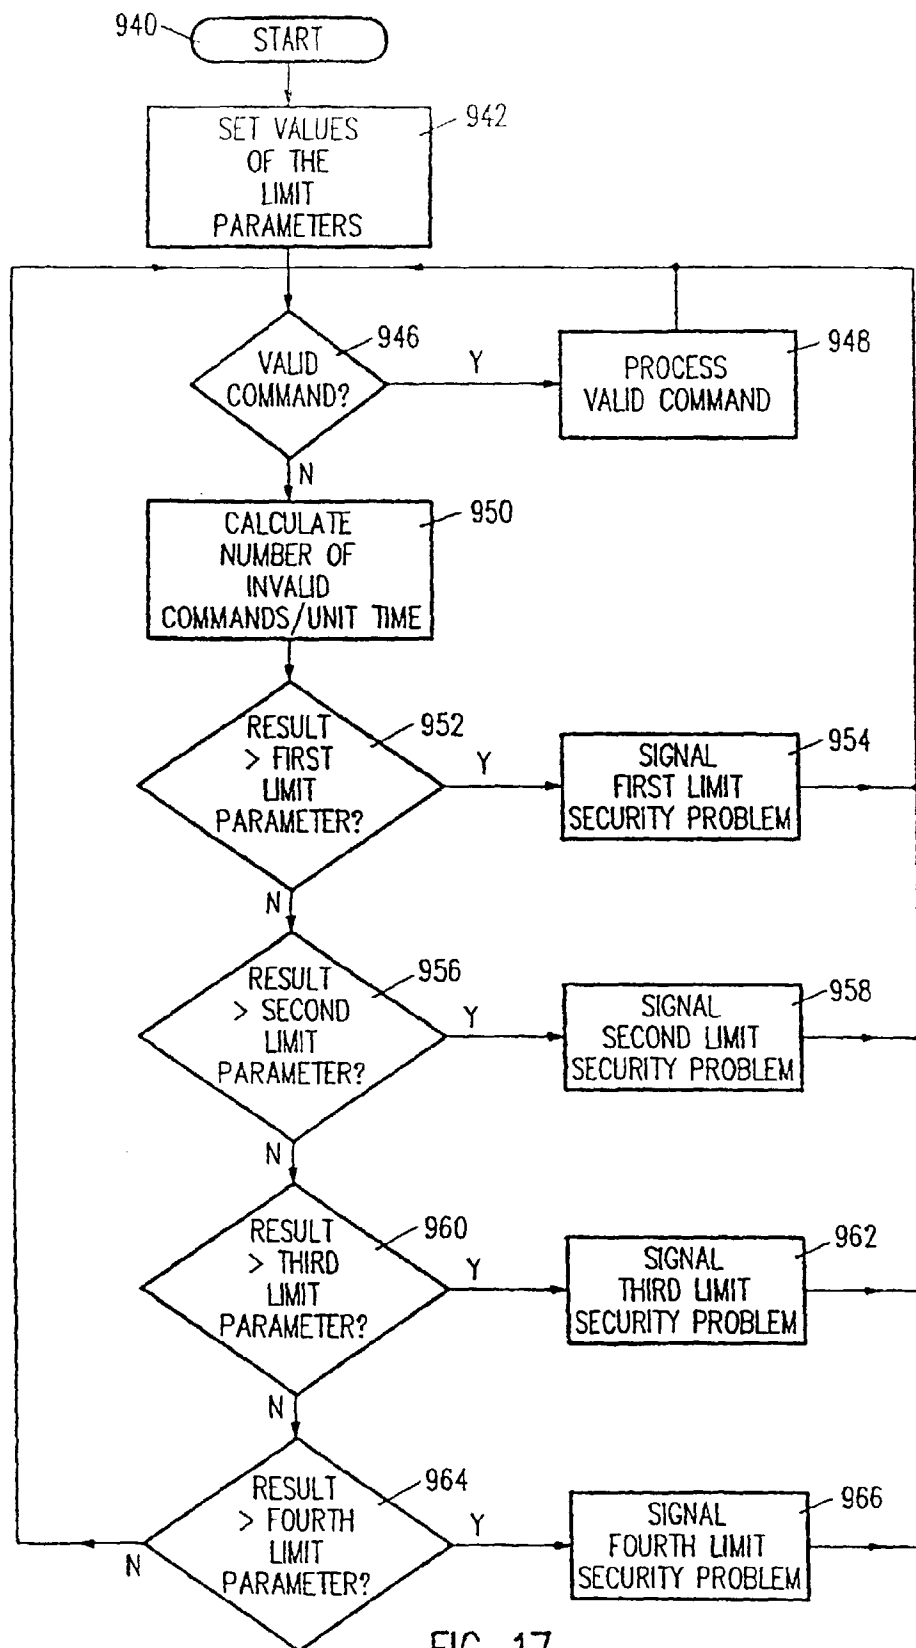 940
START
942
SET VALUES
OF THE
LIMIT
PARAMETERS
946
VALID
COMMAND?
Y
948
PROCESS
VALID COMMAND
N
950
CALCULATE
NUMBER OF
INVALID
COMMANDS/UNIT TIME
952
RESULT
> FIRST
LIMIT
PARAMETER?
Y
954
SIGNAL
FIRST LIMIT
SECURITY PROBLEM
N
956
RESULT
> SECOND
LIMIT
PARAMETER?
Y
958
SIGNAL
SECOND LIMIT
SECURITY PROBLEM
N
960
RESULT
> THIRD
LIMIT
PARAMETER?
Y
962
SIGNAL
THIRD LIMIT
SECURITY PROBLEM
N
964
RESULT
> FOURTH
LIMIT
PARAMETER?
Y
966
SIGNAL
FOURTH LIMIT
SECURITY PROBLEM
N
FIG. 17